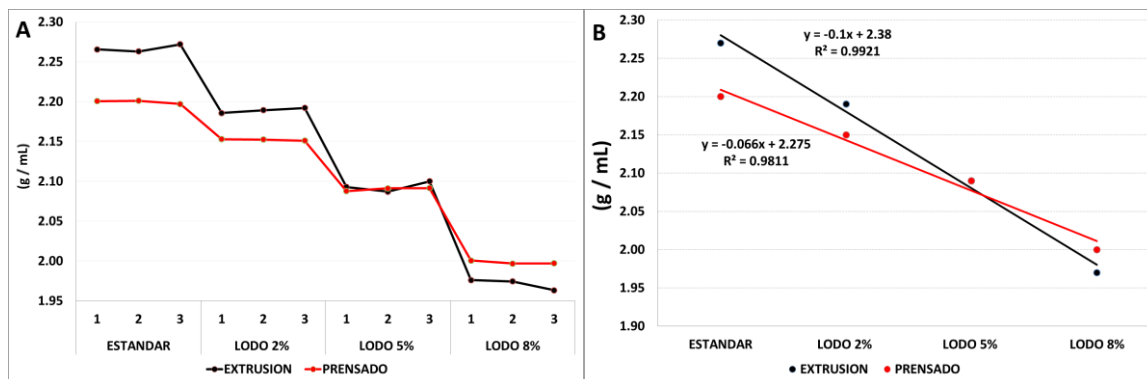 A
(g / mL)
2.30
2.25
2.20
2.15
2.10
2.05
2.00
1.95
1 2 3 1 2 3 1 2 3 1 2 3
ESTANDAR LODO 2% LODO 5% LODO 8%
EXTRUSION PRENSADO
B
(g / mL)
2.30
2.25
2.20
2.15
2.10
2.05
2.00
1.95
1.90
y = -0.1x + 2.38
R² = 0.9921
y = -0.066x + 2.275
R² = 0.9811
ESTANDAR LODO 2% LODO 5% LODO 8%
EXTRUSION PRENSADO